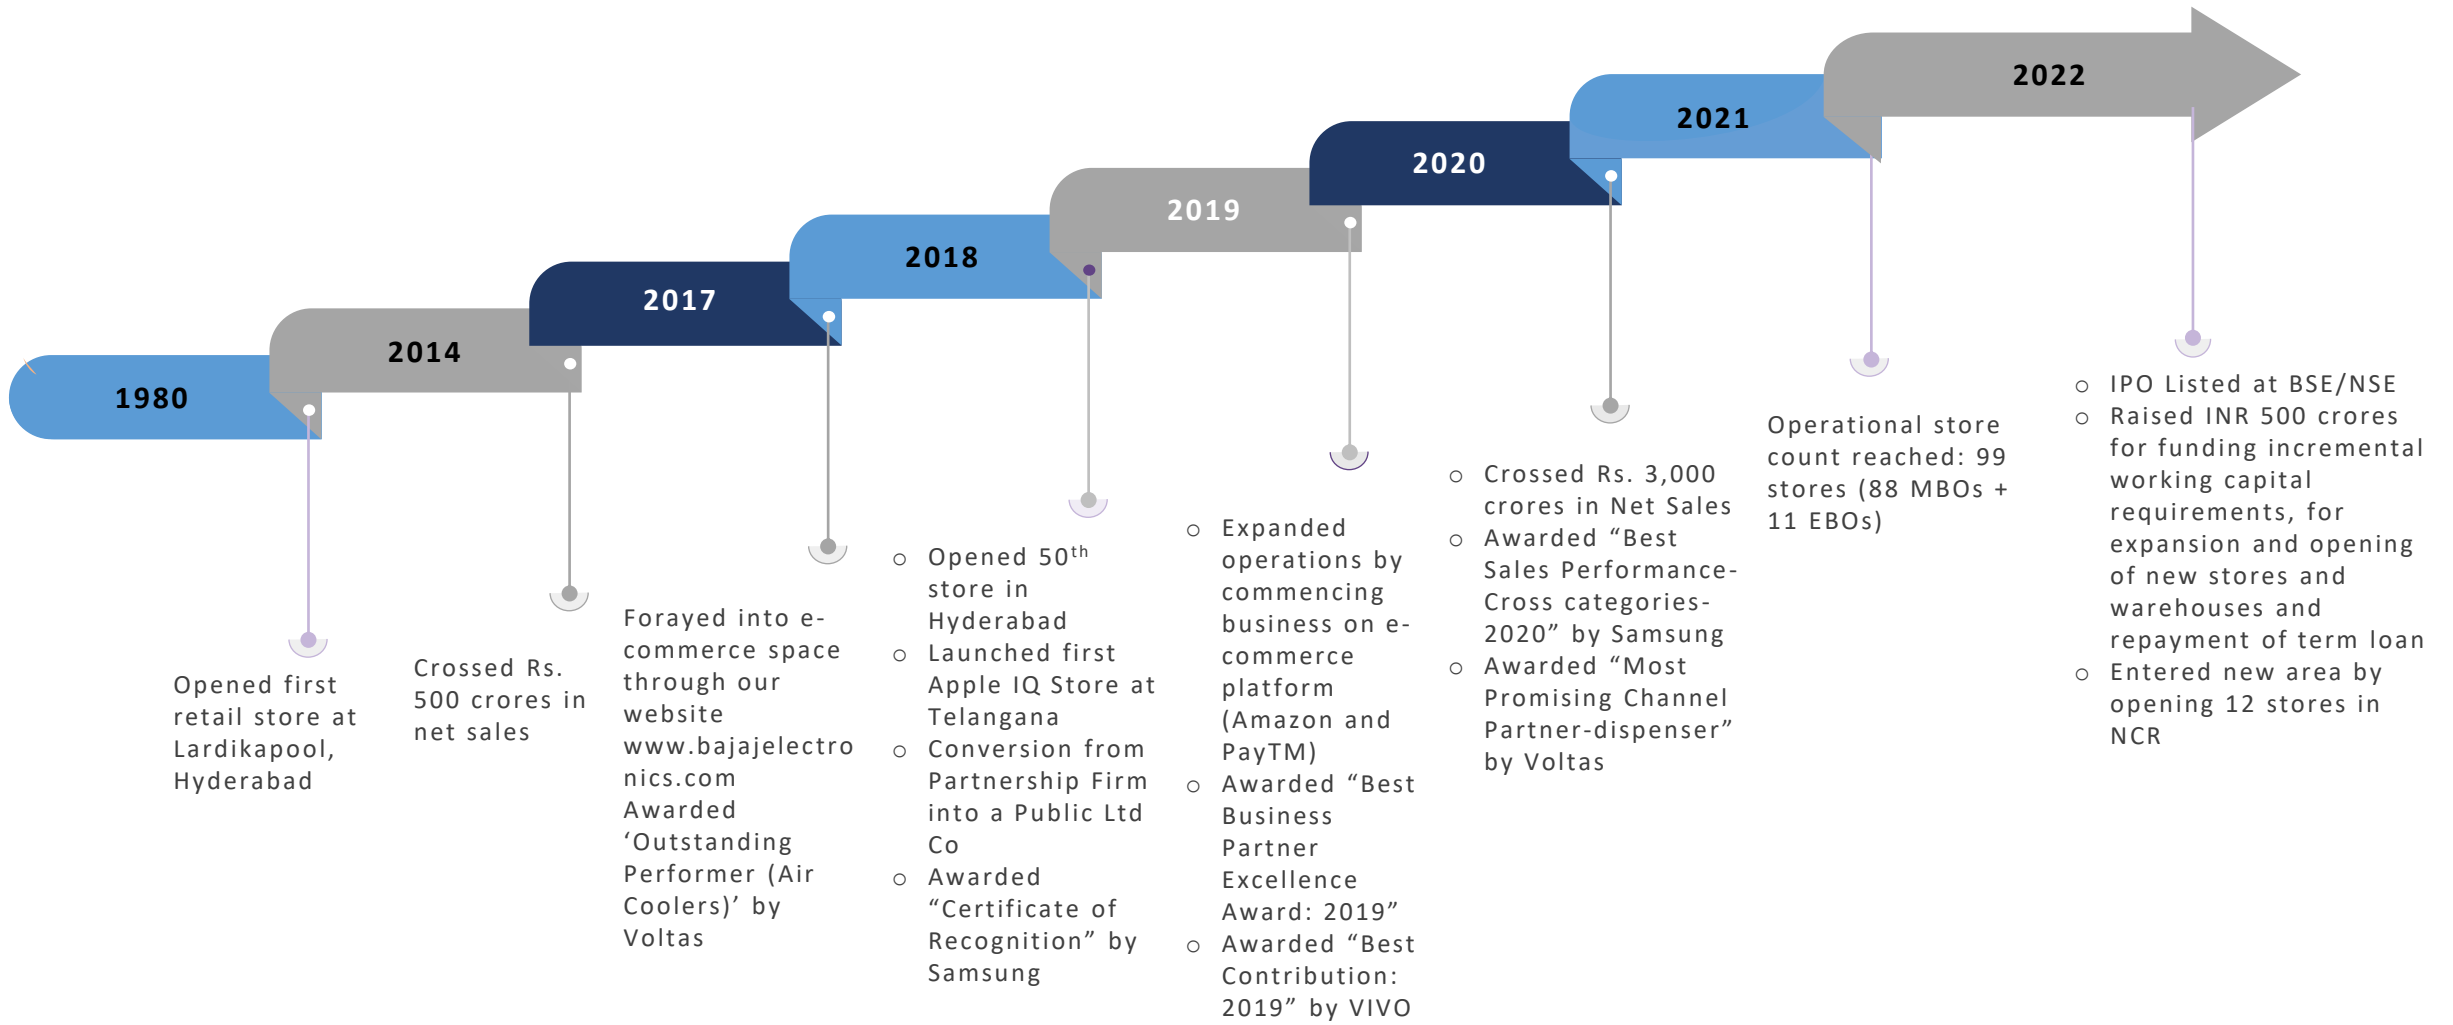 1980
Opened first
retail store at
Lardikapool,
Hyderabad
2014
Crossed Rs.
500 crores in
net sales
2017
Forayed into e-
commerce space
through our
website
www.bajajelectro
nics.com
Awarded
‘Outstanding
Performer (Air
Coolers)’ by
Voltas
2018
o Opened 50th
store in
Hyderabad
o Launched first
Apple IQ Store at
Telangana
o Conversion from
Partnership Firm
into a Public Ltd
Co
o Awarded
“Certificate of
Recognition” by
Samsung
2019
o Expanded
operations by
commencing
business on e-
commerce
platform
(Amazon and
PayTM)
o Awarded “Best
Business
Partner
Excellence
Award: 2019”
o Awarded “Best
Contribution:
2019” by VIVO
2020
o Crossed Rs. 3,000
crores in Net Sales
o Awarded “Best
Sales Performance-
Cross categories-
2020” by Samsung
o Awarded “Most
Promising Channel
Partner-dispenser”
by Voltas
2021
Operational store
count reached: 99
stores (88 MBOs +
11 EBOs)
2022
o IPO Listed at BSE/NSE
o Raised INR 500 crores
for funding incremental
working capital
requirements, for
expansion and opening
of new stores and
warehouses and
repayment of term loan
o Entered new area by
opening 12 stores in
NCR